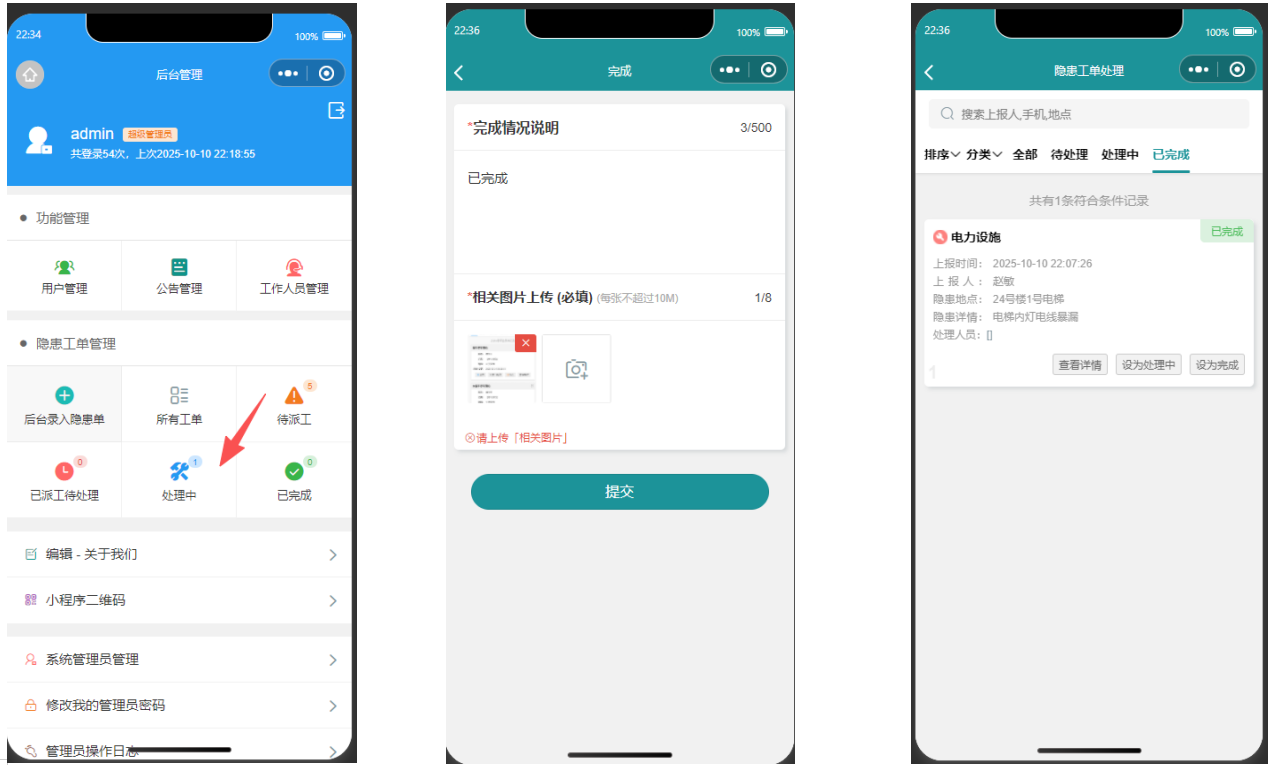 22:34
100%
后台管理
admin 超级管理员
共登录54次，上次2025-10-10 22:18:55
功能管理
用户管理
公告管理
工作人员管理
隐患工单管理
后台录入隐患单
所有工单
5
待派工
0
已派工待处理
1
处理中
0
已完成
编辑 - 关于我们
小程序二维码
系统管理员管理
修改我的管理员密码
管理员操作日志
22:36
100%
完成
*完成情况说明
3/500
已完成
*相关图片上传 (必填) (每张不超过10M)
1/8
请上传「相关图片」
提交
22:36
100%
隐患工单处理
搜索上报人,手机,地点
排序 分类 全部 待处理 处理中 已完成
共有1条符合条件记录
电力设施
已完成
上报时间： 2025-10-10 22:07:26
上 报 人： 赵敏
隐患地点： 24号楼1号电梯
隐患详情： 电梯内灯电线暴漏
处理人员：[]
1
查看详情 设为处理中 设为完成